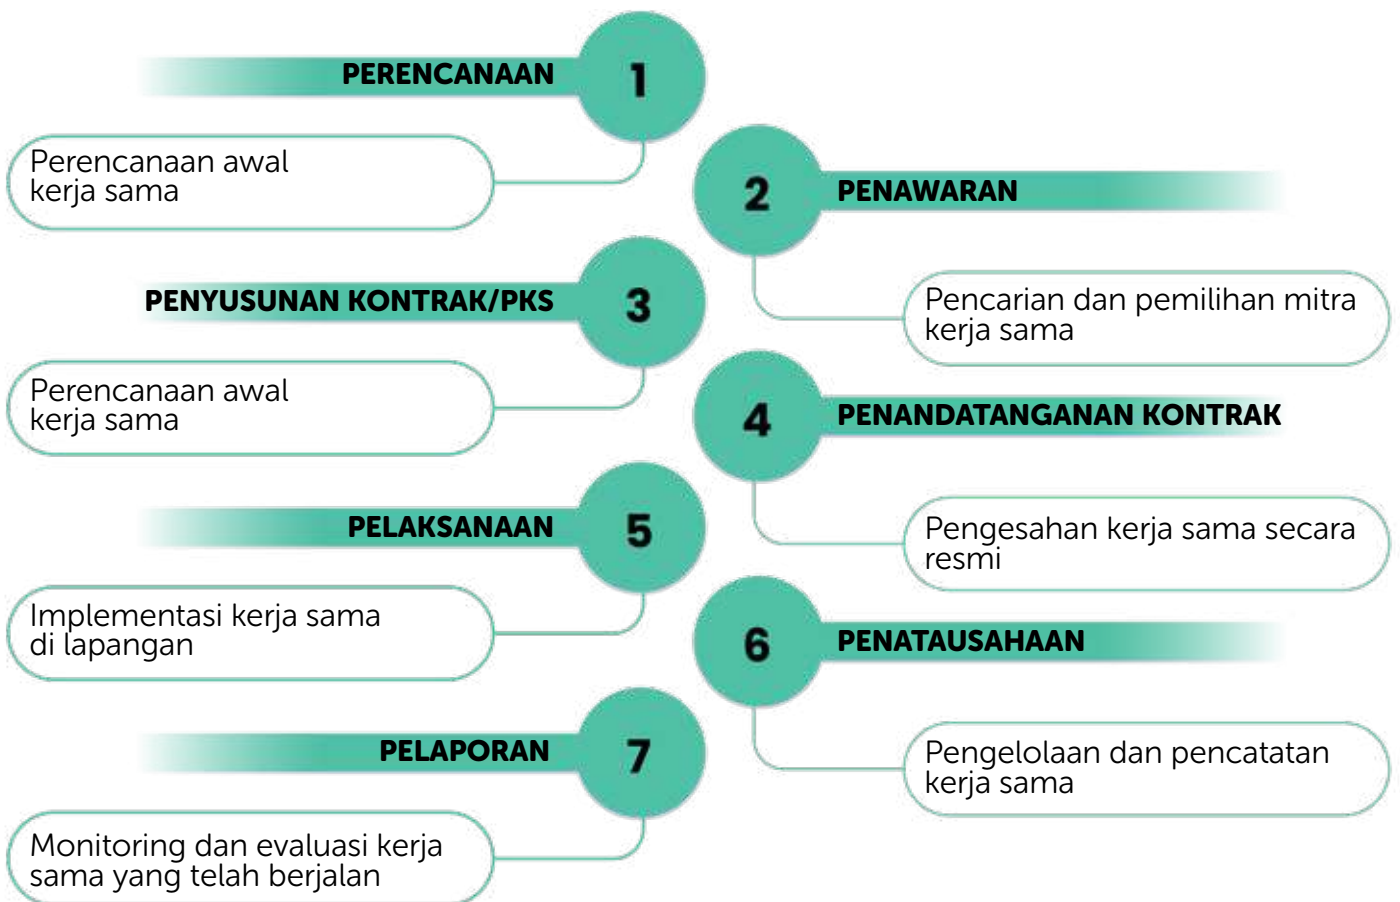 PERENCANAAN
1
Perencanaan awal
kerja sama
2
PENAWARAN
Pencarian dan pemilihan mitra
kerja sama
PENYUSUNAN KONTRAK/PKS
3
Perencanaan awal
kerja sama
4
PENANDATANGANAN KONTRAK
Pengesahan kerja sama secara
resmi
PELAKSANAAN
5
Implementasi kerja sama
di lapangan
6
PENATAUSAHAAN
Pengelolaan dan pencatatan
kerja sama
PELAPORAN
7
Monitoring dan evaluasi kerja
sama yang telah berjalan